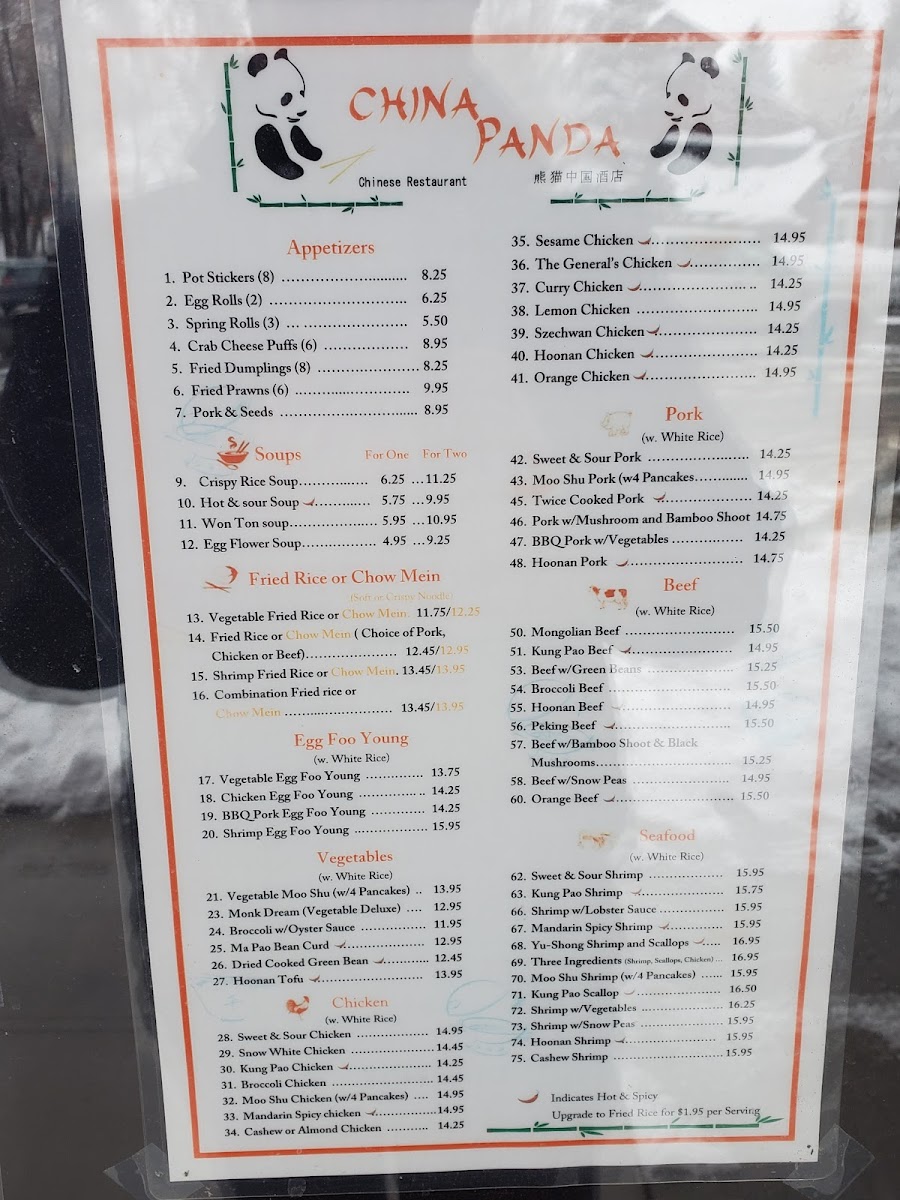 CHINA
PANDA
Chinese Restaurant 熊猫中国酒店
Appetizers
1. Pot Stickers (8) .............................. 8.25
2. Egg Rolls (2) .............................. 6.25
3. Spring Rolls (3) ... ........................ 5.50
4. Crab Cheese Puffs (6) .................. 8.95
5. Fried Dumplings (8) ........................ 8.25
6. Fried Prawns (6) .......................... 9.95
7. Pork & Seeds .............................. 8.95
Soups For One For Two
9. Crispy Rice Soup................ 6.25 ...11.25
10. Hot & sour Soup ............. 5.75 ...9.95
11. Won Ton soup.................... 5.95 ...10.95
12. Egg Flower Soup................. 4.95 ...9.25
Fried Rice or Chow Mein
(Soft or Crispy Noodle)
13. Vegetable Fried Rice or Chow Mein. 11.75/12.25
14. Fried Rice or Chow Mein ( Choice of Pork,
Chicken or Beef)..................... 12.45/12.95
15. Shrimp Fried Rice or Chow Mein. 13.45/13.95
16. Combination Fried rice or
Chow Mein ......................... 13.45/13.95
Egg Foo Young
(w. White Rice)
17. Vegetable Egg Foo Young .............. 13.75
18. Chicken Egg Foo Young ................ 14.25
19. BBQ Pork Egg Foo Young ............. 14.25
20. Shrimp Egg Foo Young ................. 15.95
Vegetables
(w. White Rice)
21. Vegetable Moo Shu (w/4 Pancakes) .. 13.95
23. Monk Dream (Vegetable Deluxe) .... 12.95
24. Broccoli w/Oyster Sauce ................ 11.95
25. Ma Pao Bean Curd .................... 12.95
26. Dried Cooked Green Bean ............ 12.45
27. Hoonan Tofu .......................... 13.95
Chicken
(w. White Rice)
28. Sweet & Sour Chicken .................. 14.95
29. Snow White Chicken .....................14.45
30. Kung Pao Chicken ..................... 14.25
31. Broccoli Chicken ......................... 14.45
32. Moo Shu Chicken (w/4 Pancakes) .... 14.95
33. Mandarin Spicy chicken ...............14.95
34. Cashew or Almond Chicken ........... 14.25
35. Sesame Chicken ........................ 14.95
36. The General's Chicken ................ 14.95
37. Curry Chicken ......................... .. 14.25
38. Lemon Chicken .......................... 14.95
39. Szechwan Chicken ..................... 14.25
40. Hoonan Chicken ....................... 14.25
41. Orange Chicken ........................ 14.95
Pork
(w. White Rice)
42. Sweet & Sour Pork ....................... 14.25
43. Moo Shu Pork (w4 Pancakes............ 14.95
45. Twice Cooked Pork .................... 14.25
46. Pork w/Mushroom and Bamboo Shoot 14.75
47. BBQ Pork w/Vegetables ................ 14.25
48. Hoonan Pork ......................... 14.75
Beef
(w. White Rice)
50. Mongolian Beef ......................... 15.50
51. Kung Pao Beef ....................... 14.95
53. Beef w/Green Beans .................... 15.25
54. Broccoli Beef ............................ 15.50
55. Hoonan Beef .......................... 14.95
56. Peking Beef ........................... 15.50
57. Beef w/Bamboo Shoot & Black
Mushrooms............................... 15.25
58. Beef w/Snow Peas ....................... 14.95
60. Orange Beef ........................... 15.50
Seafood
(w. White Rice)
62. Sweet & Sour Shrimp .................. 15.95
63. Kung Pao Shrimp ..................... 15.75
66. Shrimp w/Lobster Sauce ................ 15.95
67. Mandarin Spicy Shrimp ............... 15.95
68. Yu-Shong Shrimp and Scallops ..... 16.95
69. Three Ingredients (Shrimp, Scallops, Chicken) ... 16.95
70. Moo Shu Shrimp (w/4 Pancakes) ...... 15.95
71. Kung Pao Scallop ..................... 16.50
72. Shrimp w/Vegetables .................... 16.25
73. Shrimp w/Snow Peas .................... 15.95
74. Hoonan Shrimp ........................ 15.95
75. Cashew Shrimp ...........................15.95
Indicates Hot & Spicy
Upgrade to Fried Rice for $1.95 per Serving